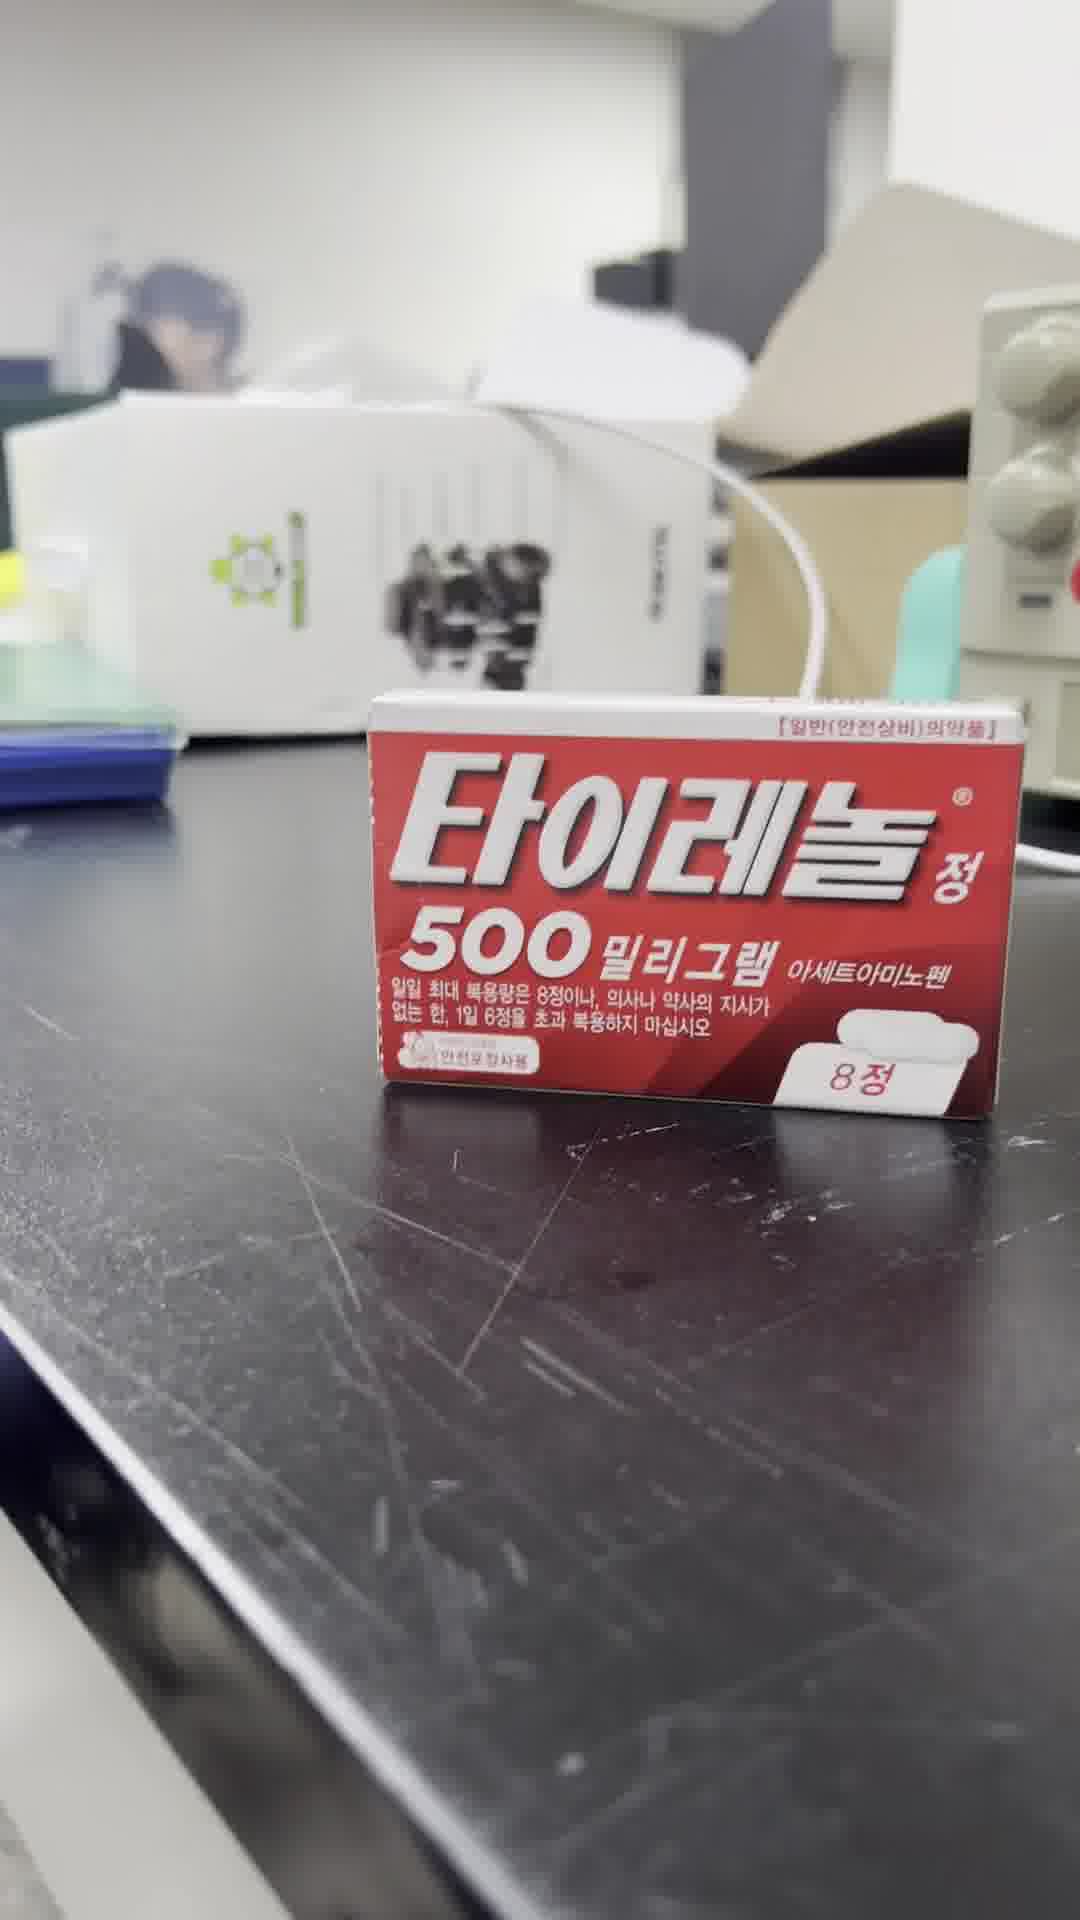 『일반(안전상비)의약품』
타이레놀® 정
500 밀리그램 아세트아미노펜
일일 최대 복용량은 8정이나, 의사나 약사의 지시가
없는 한, 1일 6정을 초과 복용하지 마십시오
안전포장사용
8정